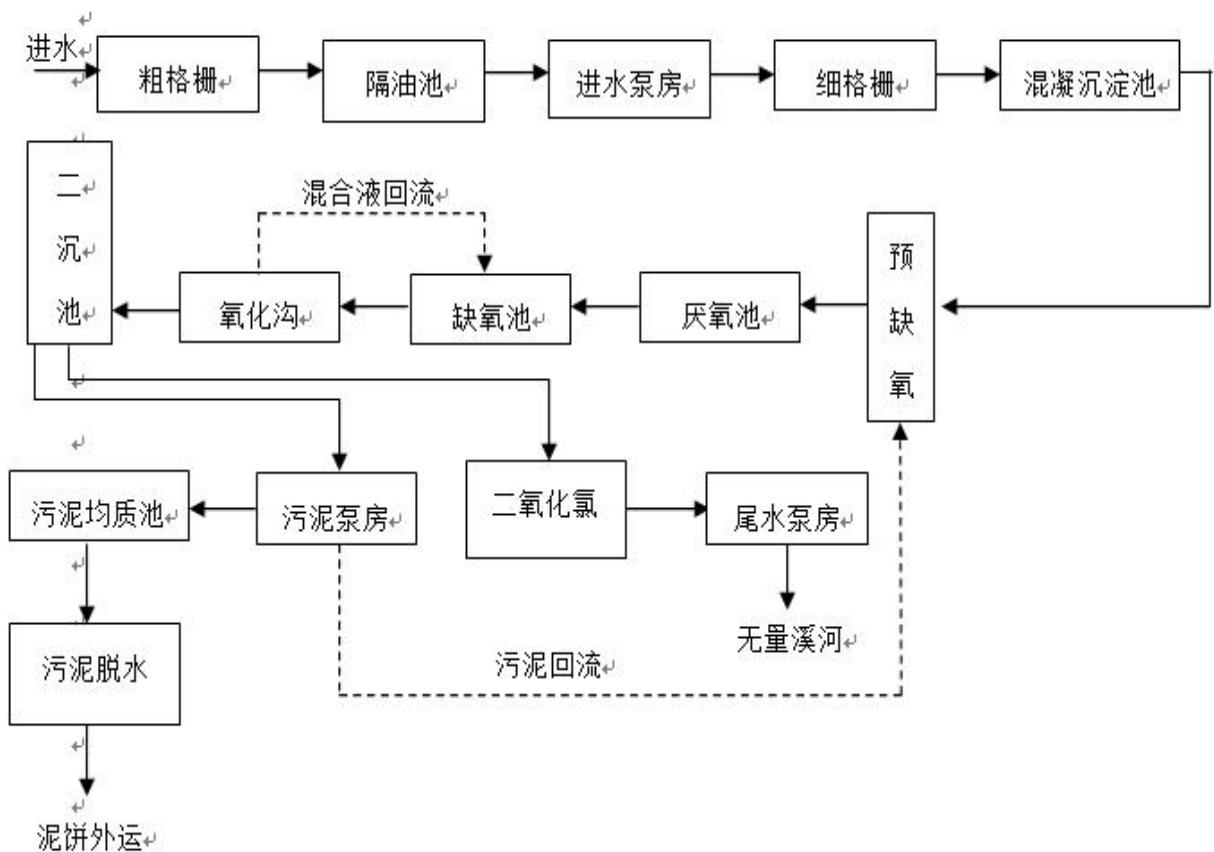 进水
粗格栅
隔油池
进水泵房
细格栅
混凝沉淀池
二
沉
池
混合液回流
氧化沟
缺氧池
厌氧池
预
缺
氧
污泥均质池
污泥泵房
二氧化氯
尾水泵房
无量溪河
污泥脱水
污泥回流
泥饼外运